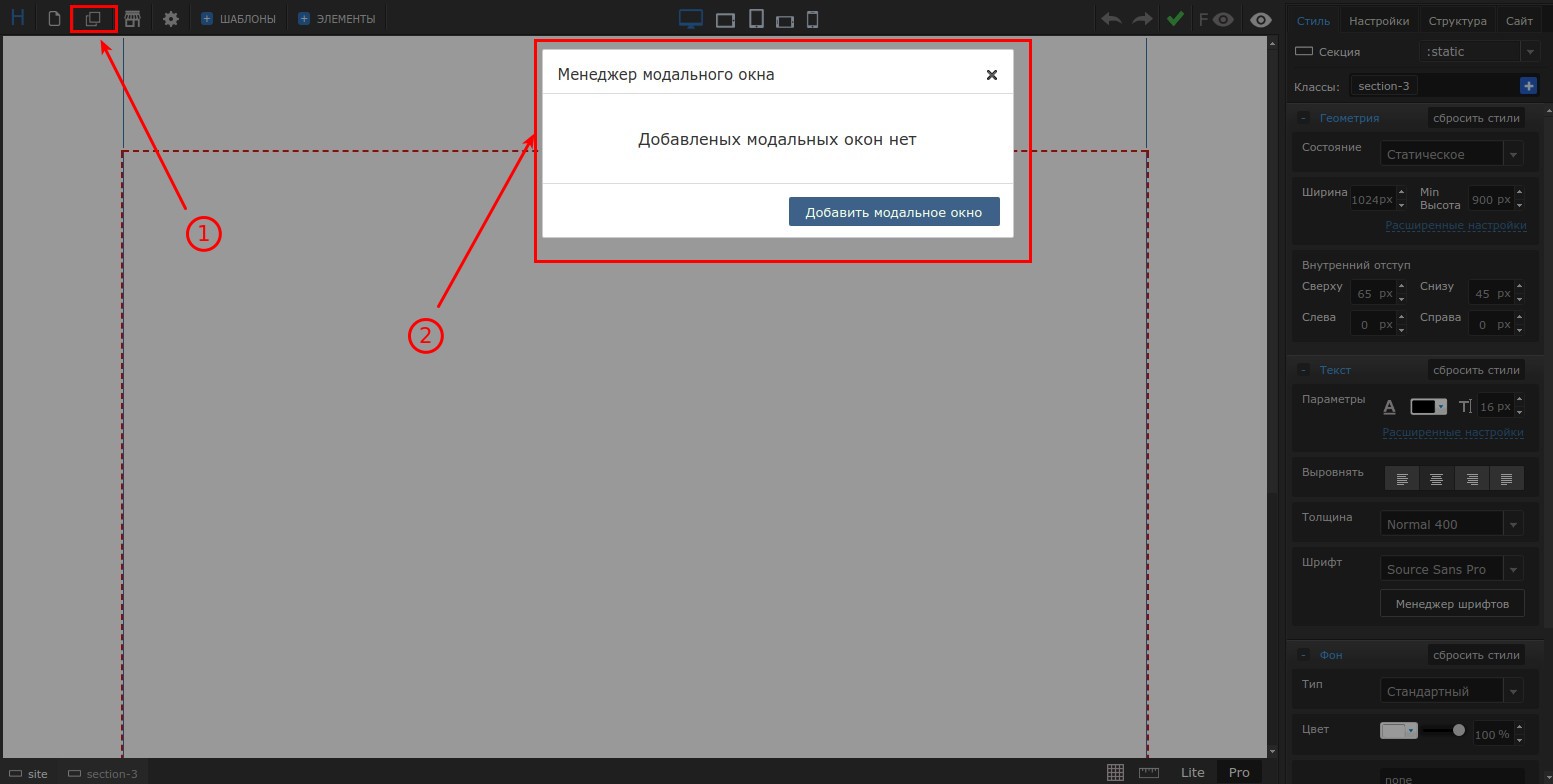 H
ШАБЛОНЫ
ЭЛЕМЕНТЫ
F
Стиль Настройки Структура Сайт
Секция :static
Классы: section-3
Геометрия сбросить стили
Состояние Статическое
Ширина 1024px Min Высота 900 px
Расширенные настройки
Внутренний отступ
Сверху 65 px Снизу 45 px
Слева 0 px Справа 0 px
Текст сбросить стили
Параметры A T 16 px
Расширенные настройки
Выровнять
Толщина Normal 400
Шрифт Source Sans Pro
Менеджер шрифтов
Фон сбросить стили
Тип Стандартный
Цвет 100 %
none
Менеджер модального окна
Добавленых модальных окон нет
Добавить модальное окно
1
2
site section-3
Lite Pro